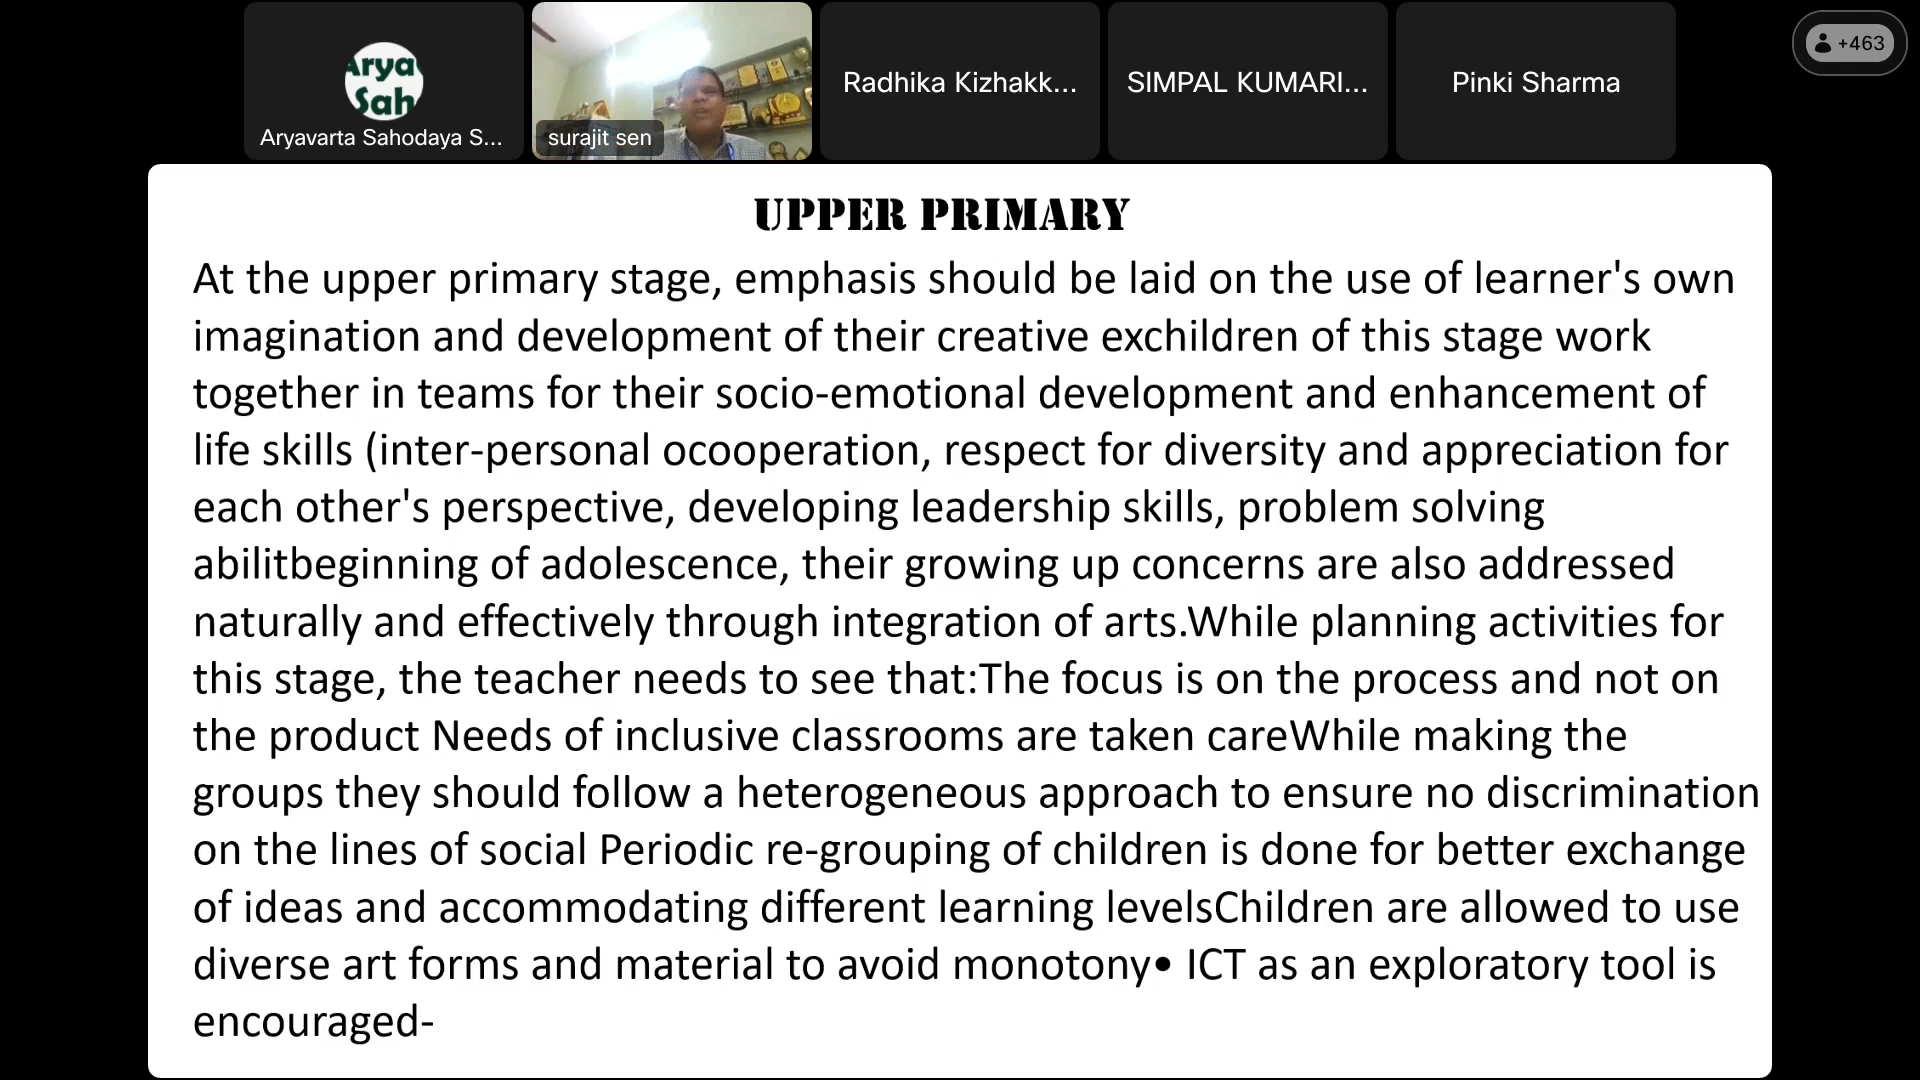 Arya
Sah
Aryavarta Sahodaya S...
surajit sen
Radhika Kizhakk...
SIMPAL KUMARI...
Pinki Sharma
+463
UPPER PRIMARY
At the upper primary stage, emphasis should be laid on the use of learner's own
imagination and development of their creative exchildren of this stage work
together in teams for their socio-emotional development and enhancement of
life skills (inter-personal ocooperation, respect for diversity and appreciation for
each other's perspective, developing leadership skills, problem solving
abilitbeginning of adolescence, their growing up concerns are also addressed
naturally and effectively through integration of arts.While planning activities for
this stage, the teacher needs to see that:The focus is on the process and not on
the product Needs of inclusive classrooms are taken careWhile making the
groups they should follow a heterogeneous approach to ensure no discrimination
on the lines of social Periodic re-grouping of children is done for better exchange
of ideas and accommodating different learning levelsChildren are allowed to use
diverse art forms and material to avoid monotony• ICT as an exploratory tool is
encouraged-